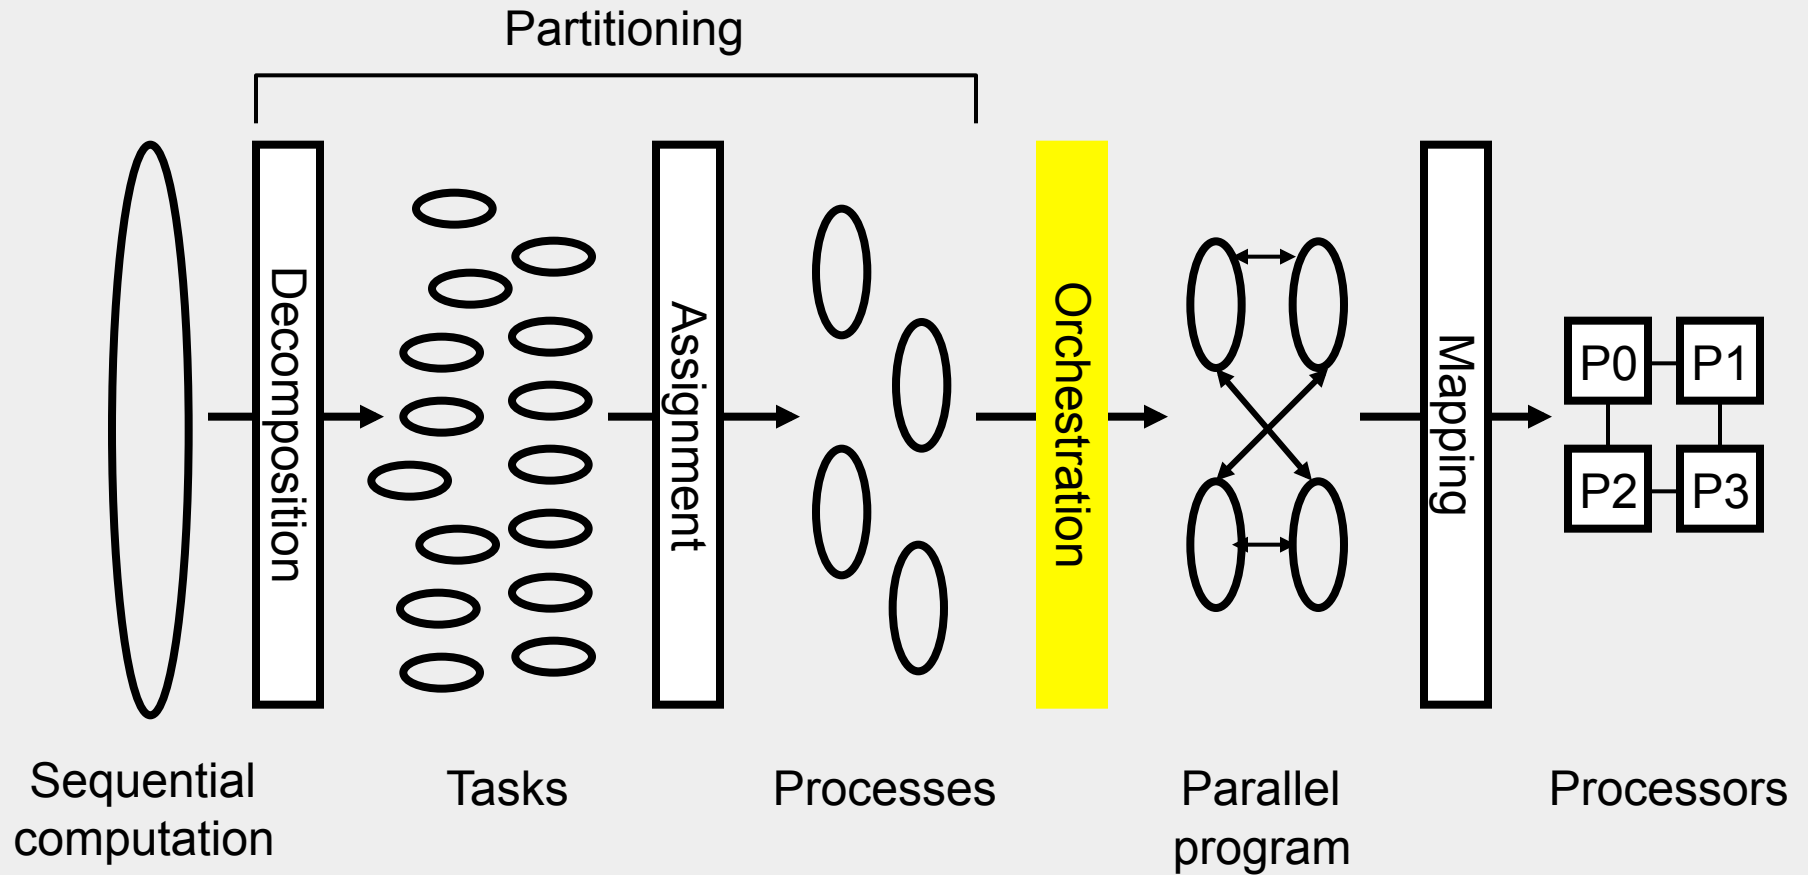 Partitioning
Decomposition
Assignment
Orchestration
Mapping
P0
P1
P2
P3
Sequential
computation
Tasks
Processes
Parallel
program
Processors